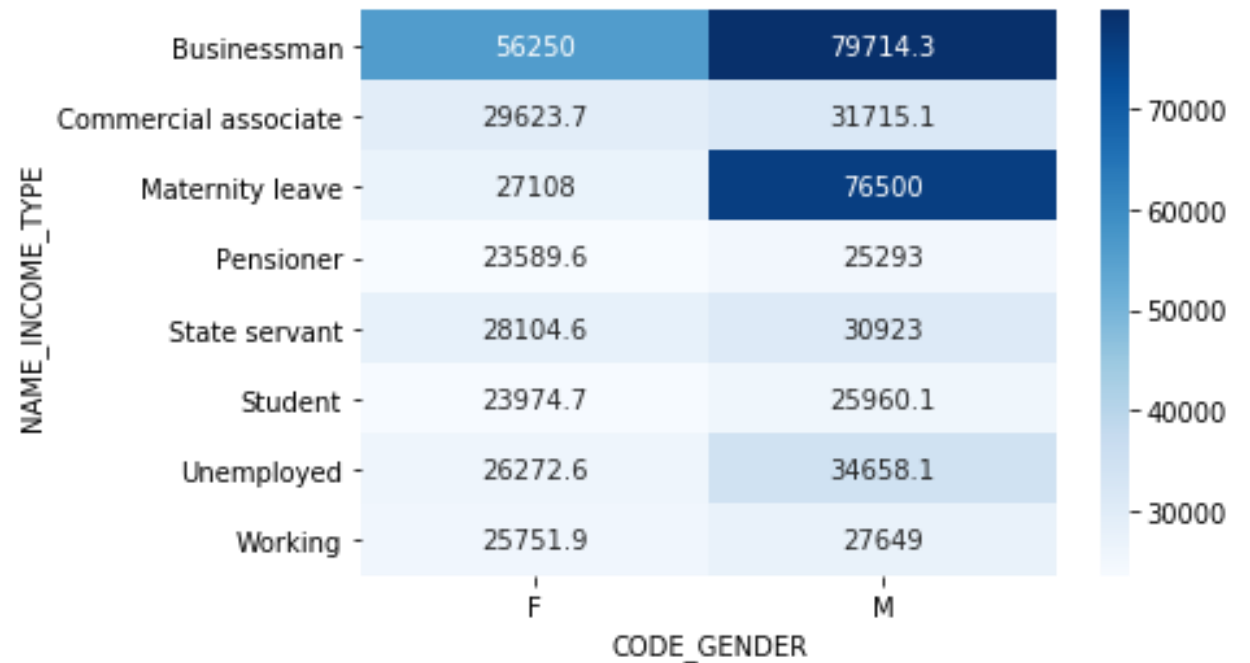 Businessman 56250 79714.3
Commercial associate 29623.7 31715.1
70000
Maternity leave 27108 76500
60000
Pensioner 23589.6 25293
50000
State servant 28104.6 30923
Student 23974.7 25960.1
40000
Unemployed 26272.6 34658.1
30000
Working 25751.9 27649
NAME_INCOME_TYPE
F M
CODE_GENDER